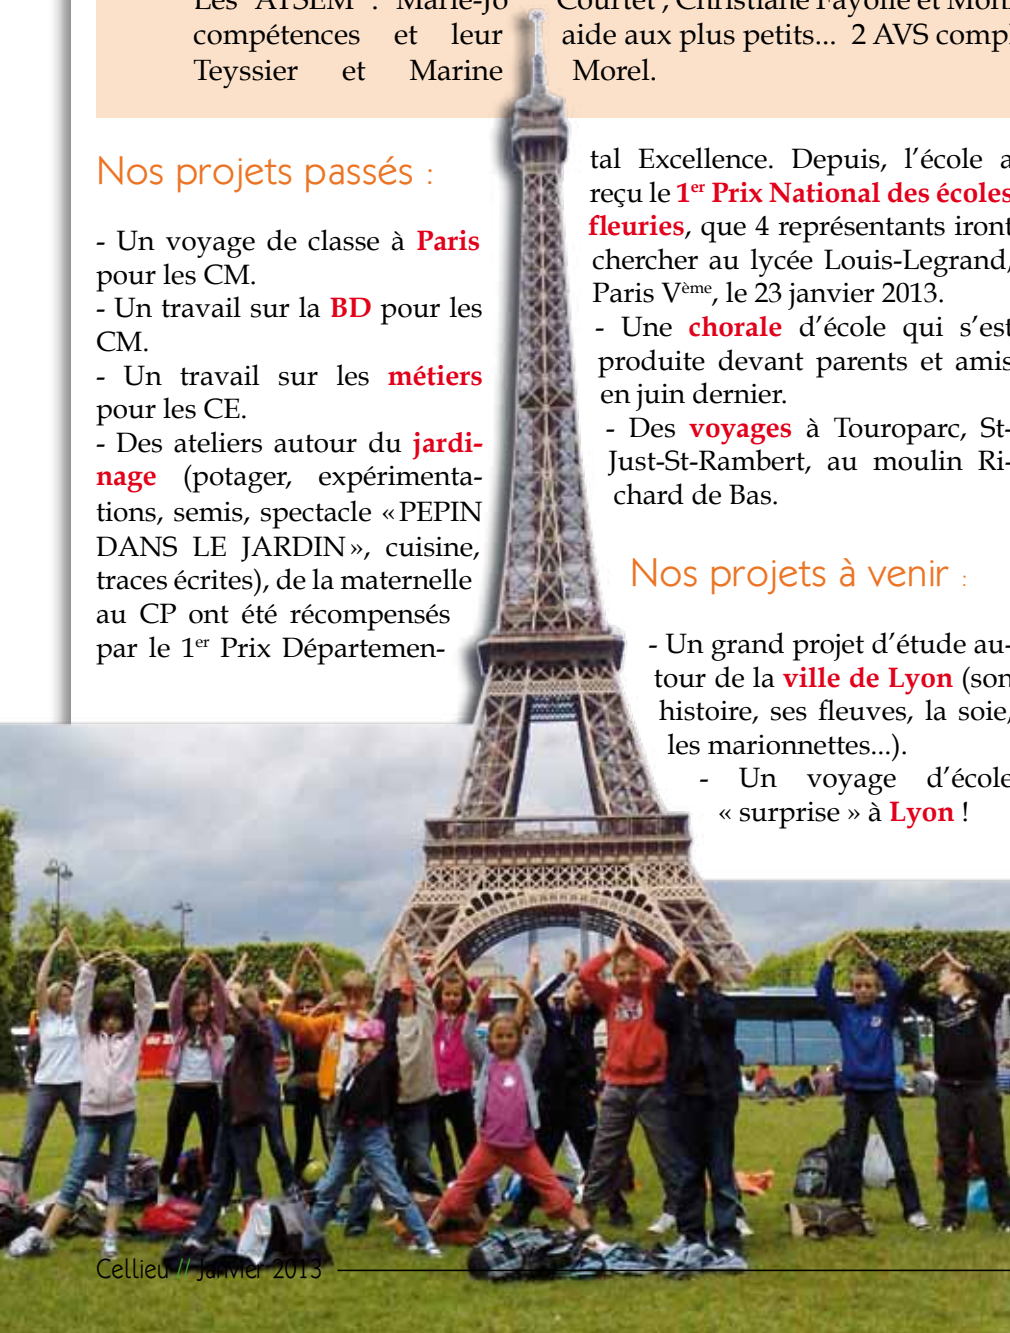 Les ATSEM : Marie-Jo Courtet, Christiane Fayolle et
compétences et leur aide aux plus petits... 2 AVS
Teyssier et Marine Morel.
Nos projets passés :
- Un voyage de classe à Paris
pour les CM.
- Un travail sur la BD pour les
CM.
- Un travail sur les métiers
pour les CE.
- Des ateliers autour du jardi-
nage (potager, expérimenta-
tions, semis, spectacle « PEPIN
DANS LE JARDIN », cuisine,
traces écrites), de la maternelle
au CP ont été récompensés
par le 1er Prix Départemen-
tal Excellence. Depuis, l’école a
reçu le 1er Prix National des écoles
fleuries, que 4 représentants iront
chercher au lycée Louis-Legrand,
Paris Vème, le 23 janvier 2013.
- Une chorale d’école qui s’est
produite devant parents et amis
en juin dernier.
- Des voyages à Touroparc, St-
Just-St-Rambert, au moulin Ri-
chard de Bas.
Nos projets à venir :
- Un grand projet d’étude au-
tour de la ville de Lyon (son
histoire, ses fleuves, la soie,
les marionnettes...).
- Un voyage d’école
« surprise » à Lyon !
Cellieu // Janvier 2013